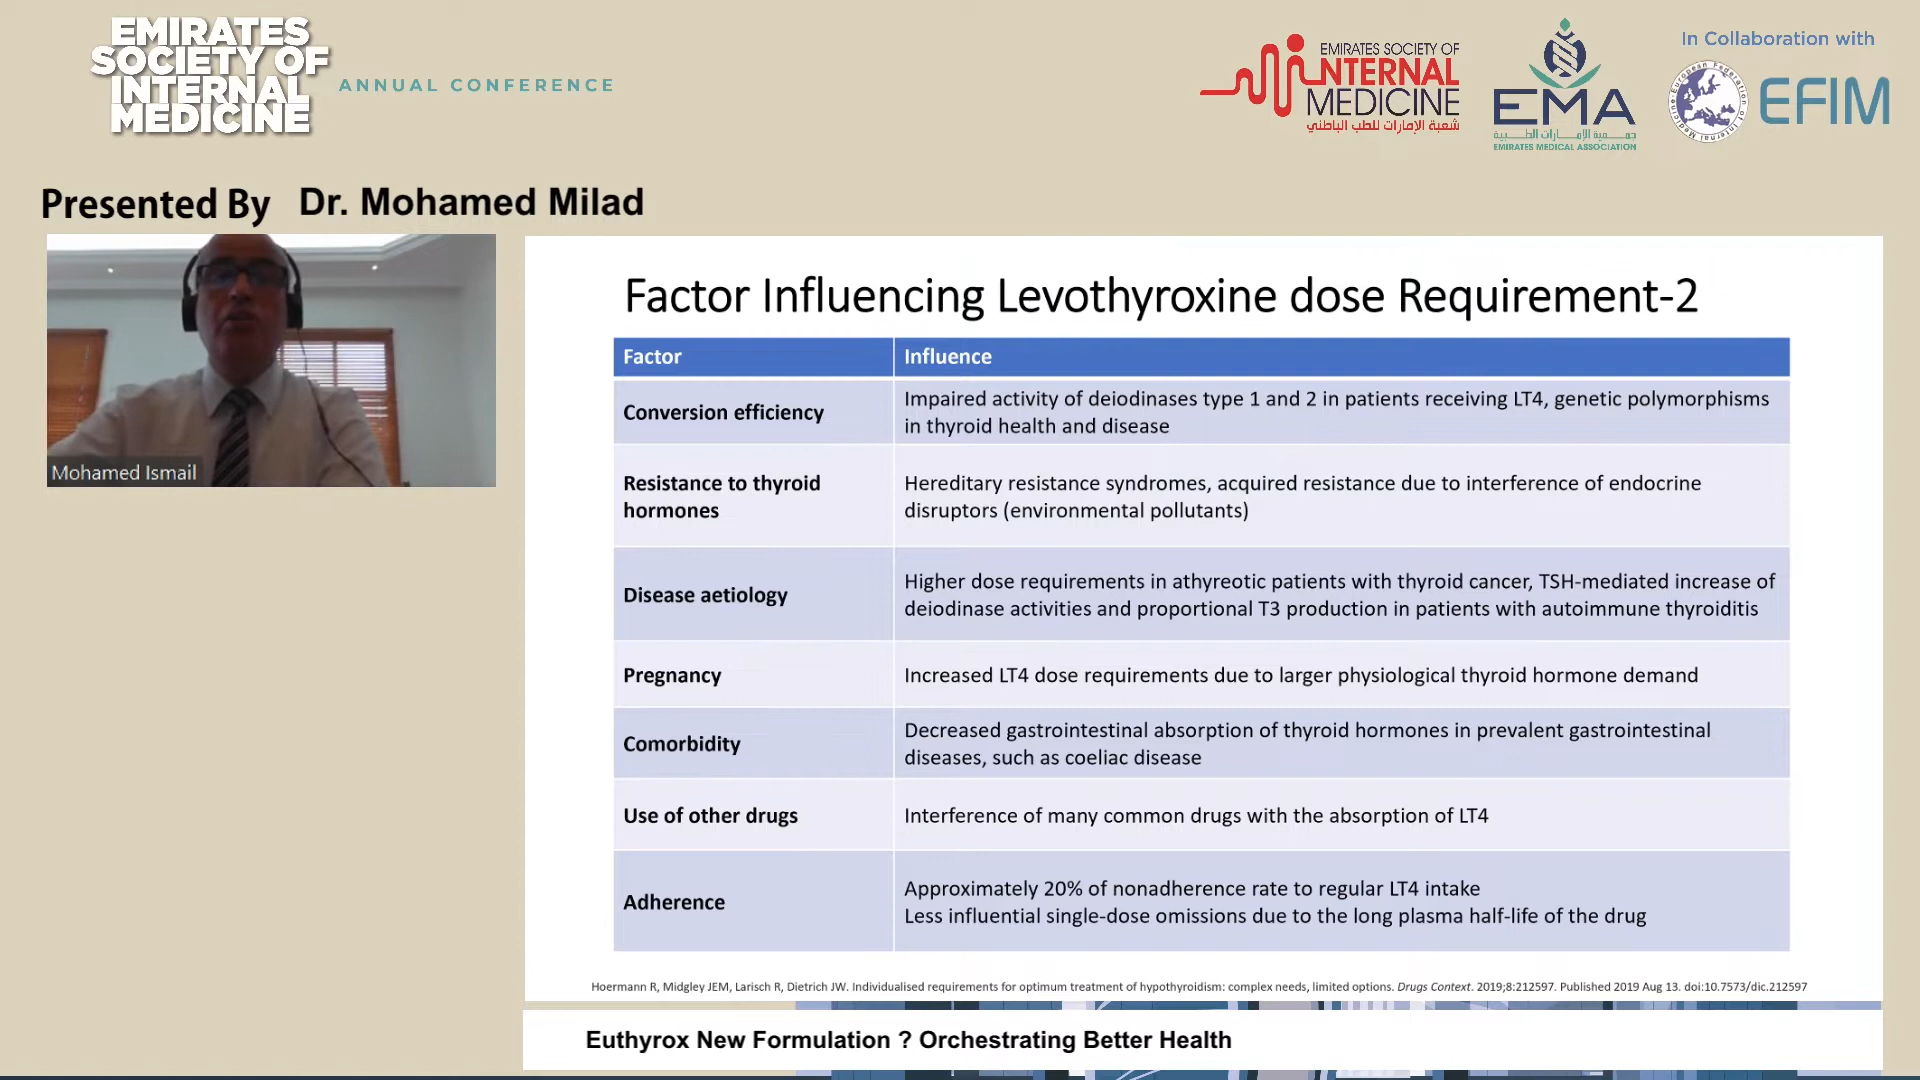 EMIRATES
SOCIETY OF
INTERNAL
MEDICINE
ANNUAL CONFERENCE
EMIRATES SOCIETY OF
INTERNAL
MEDICINE
شعبة الإمارات للطب الباطني
EMA
جمعية الإمارات الطبية
EMIRATES MEDICAL ASSOCIATION
In Collaboration with
European Federation of Internal Medicine
EFIM
Presented By Dr. Mohamed Milad
Mohamed Ismail
Factor Influencing Levothyroxine dose Requirement-2
Factor
Influence
Conversion efficiency
Impaired activity of deiodinases type 1 and 2 in patients receiving LT4, genetic polymorphisms
in thyroid health and disease
Resistance to thyroid
hormones
Hereditary resistance syndromes, acquired resistance due to interference of endocrine
disruptors (environmental pollutants)
Disease aetiology
Higher dose requirements in athyreotic patients with thyroid cancer, TSH-mediated increase of
deiodinase activities and proportional T3 production in patients with autoimmune thyroiditis
Pregnancy
Increased LT4 dose requirements due to larger physiological thyroid hormone demand
Comorbidity
Decreased gastrointestinal absorption of thyroid hormones in prevalent gastrointestinal
diseases, such as coeliac disease
Use of other drugs
Interference of many common drugs with the absorption of LT4
Adherence
Approximately 20% of nonadherence rate to regular LT4 intake
Less influential single-dose omissions due to the long plasma half-life of the drug
Hoermann R, Midgley JEM, Larisch R, Dietrich JW. Individualised requirements for optimum treatment of hypothyroidism: complex needs, limited options. Drugs Context. 2019;8:212597. Published 2019 Aug 13. doi:10.7573/dic.212597
Euthyrox New Formulation ? Orchestrating Better Health